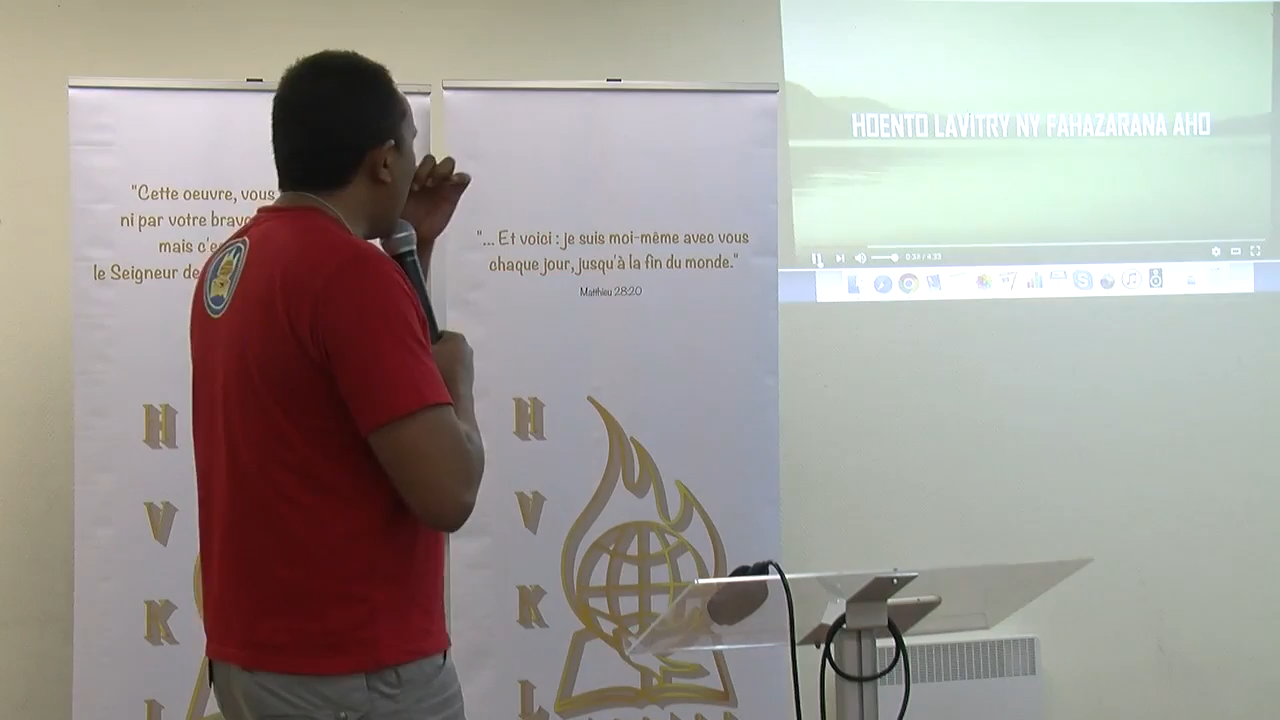 "Cette oeuvre, vous
ni par votre
mais
le Seigneur de
"... Et voici : je suis moi-même avec vous
chaque jour, jusqu'à la fin du monde."
Matthieu 28:20
HOENTO LAVITRY NY FAHAZARANA AHO
H
V
K
L
H
V
K
L